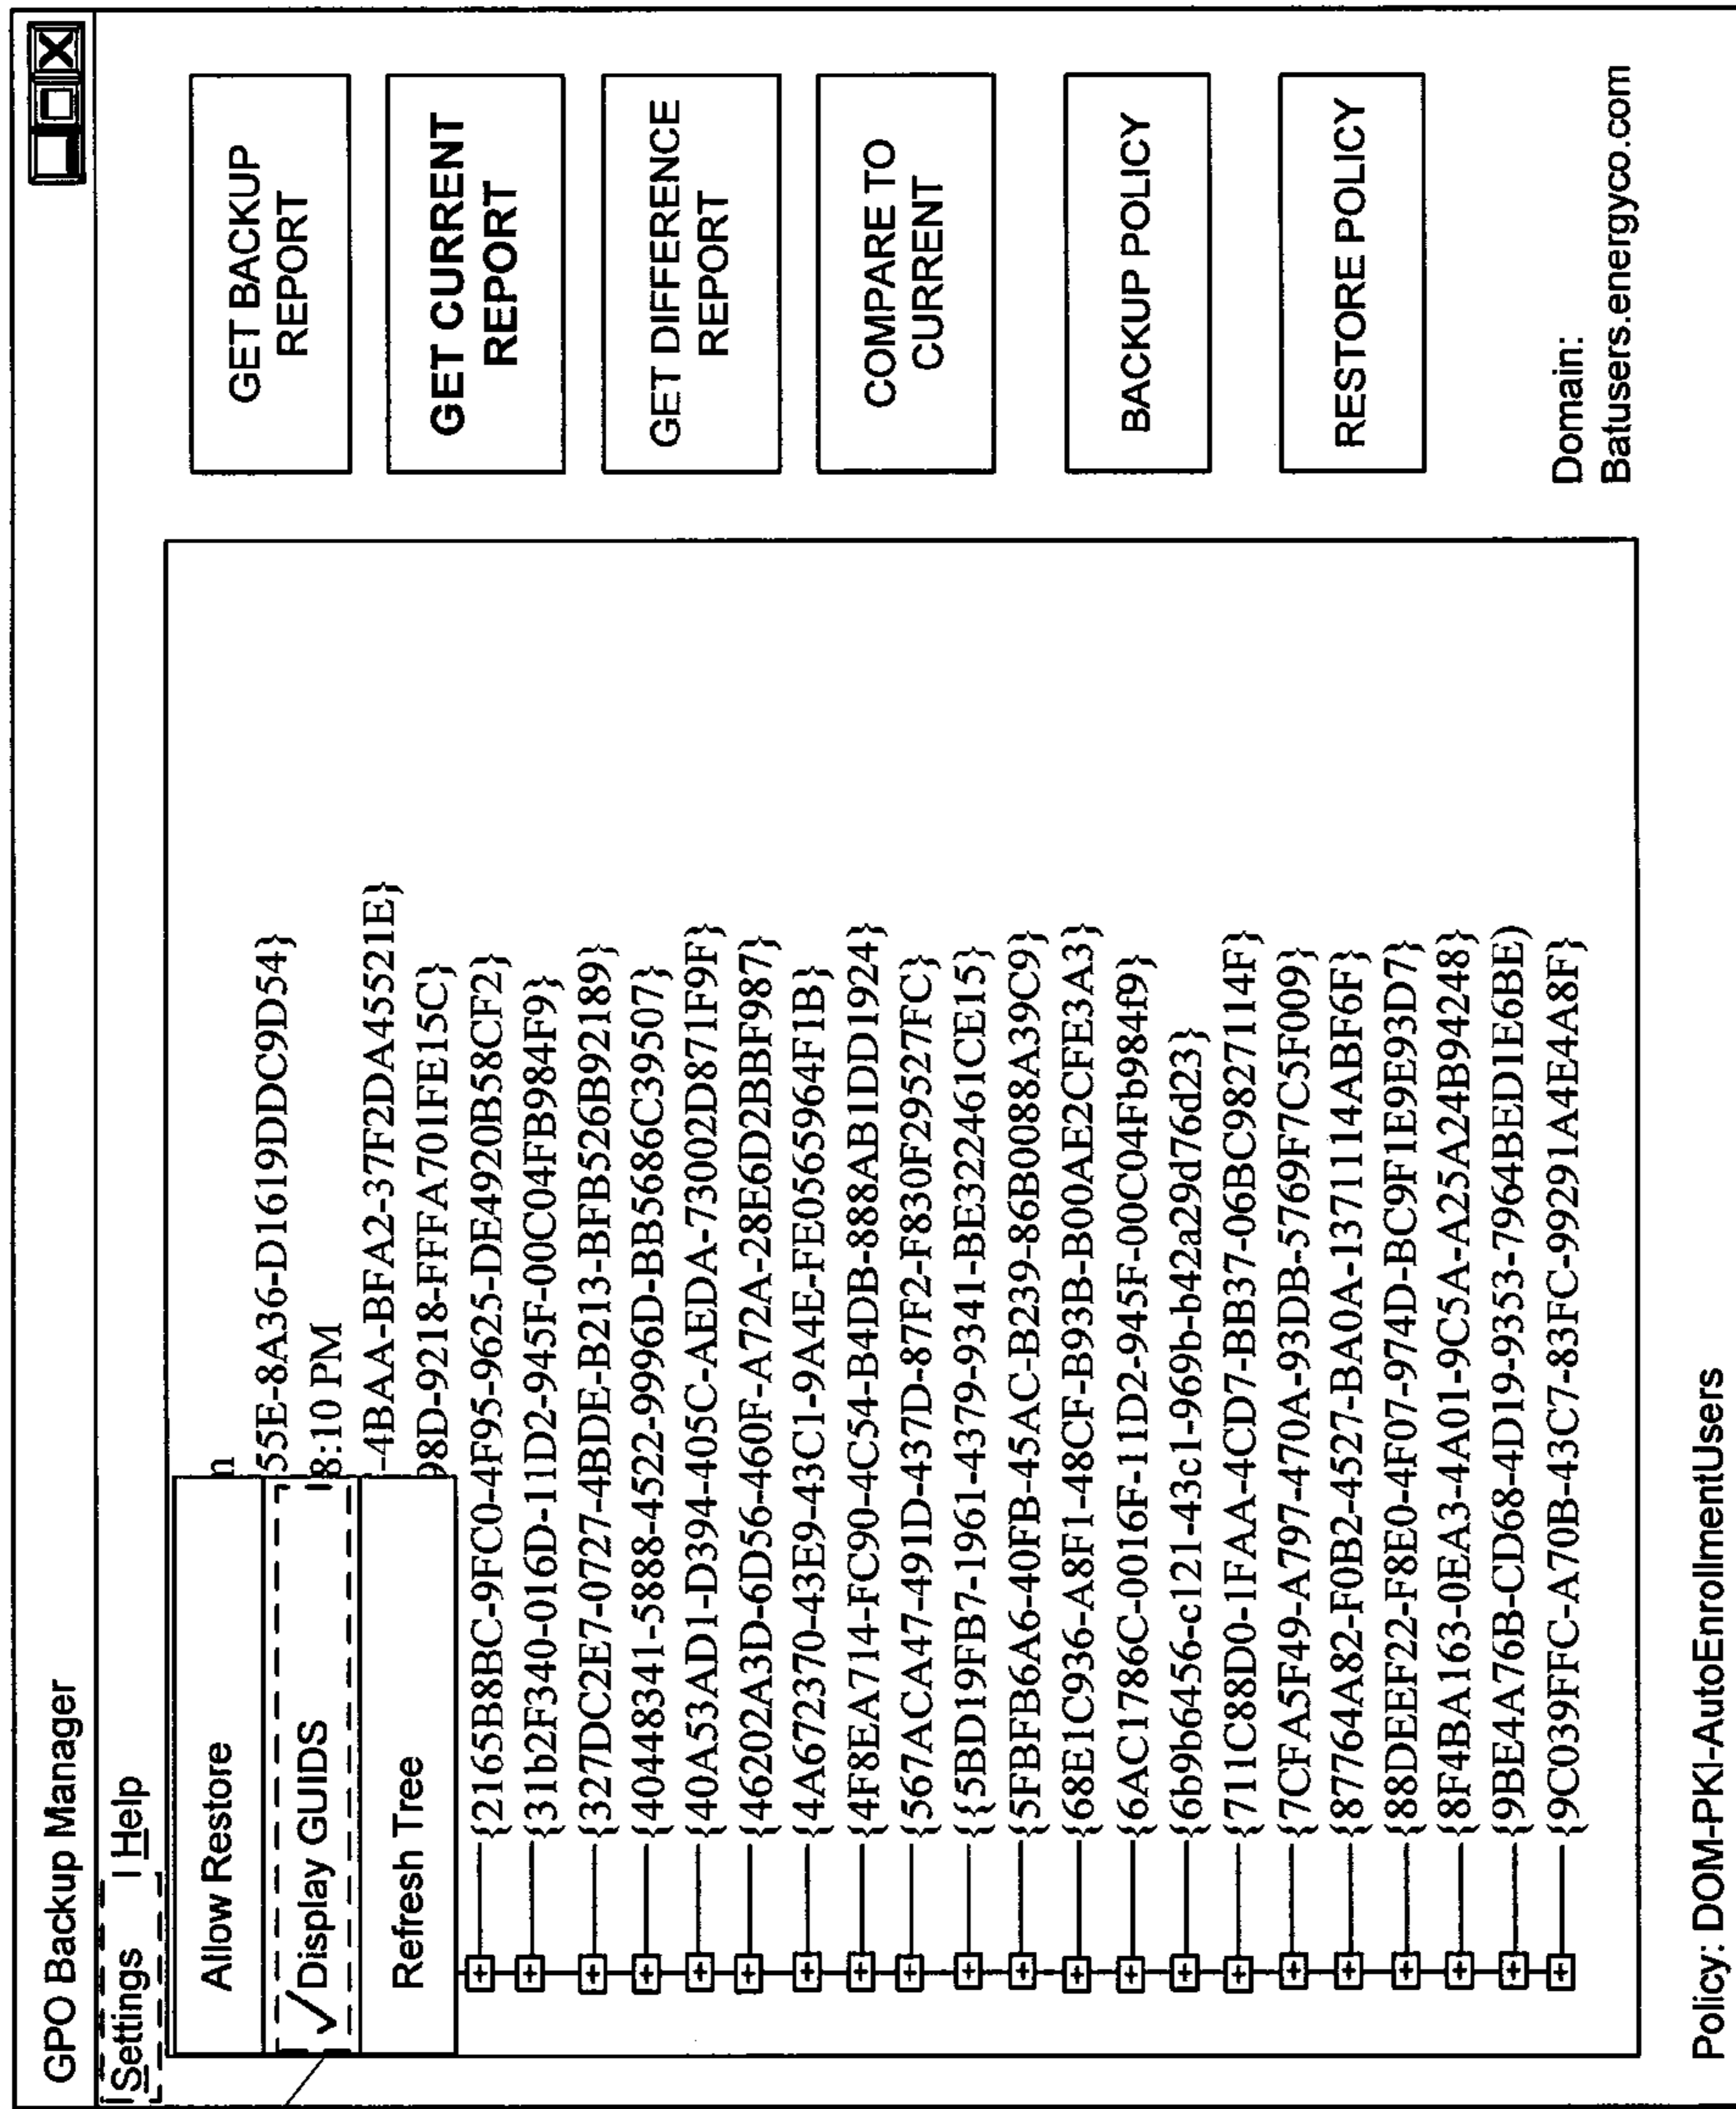 GPO Backup Manager
Settings Help
Allow Restore
n
✓Display GUIDS
55E-8A36-D1619DDC9D54}
8:10 PM
Refresh Tree
-4BAA-BFA2-37F2DA45521E}
98D-9218-FFFA701FE15C}
{2165B8BC-9FC0-4F95-9625-DE4920B58CF2}
{31b2F340-016D-11D2-945F-00C04FB984F9}
{327DC2E7-0727-4BDE-B213-BFB526B92189}
{40448341-5888-4522-9996D-BB5686C39507}
{40A53AD1-D394-405C-AEDA-73002D871F9F}
{46202A3D-6D56-460F-A72A-28E6D2BBF987}
{4A672370-43E9-43C1-9A4E-FE0565964F1B}
{4F8EA714-FC90-4C54-B4DB-888AB1DD1924}
{567ACA47-491D-437D-87F2-F830F29527FC}
{{5BD19FB7-1961-4379-9341-BE322461CE15}
{5FBFB6A6-40FB-45AC-B239-86B0088A39C9}
{68E1C936-A8F1-48CF-B93B-B00AE2CFE3A3}
{6AC1786C-0016F-11D2-945F-00C04Fb984f9}
{6b9b6456-c121-43c1-969b-b42a29d76d23}
{711C88D0-1FAA-4CD7-BB37-06BC9827114F}
{7CFA5F49-A797-470A-93DB-5769F7C5F009}
{87764A82-F0B2-4527-BA0A-1371114ABF6F}
{88DEEF22-F8E0-4F07-974D-BC9F1E9E93D7}
{8F4BA163-0EA3-4A01-9C5A-A25A24B94248}
{9BE4A76B-CD68-4D19-9353-7964BED1E6BE)
{9C039FFC-A70B-43C7-83FC-99291A4E4A8F}
GET BACKUP
REPORT
GET CURRENT
REPORT
GET DIFFERENCE
REPORT
COMPARE TO
CURRENT
BACKUP POLICY
RESTORE POLICY
Domain:
Batusers.energyco.com
Policy: DOM-PKI-AutoEnrollmentUsers